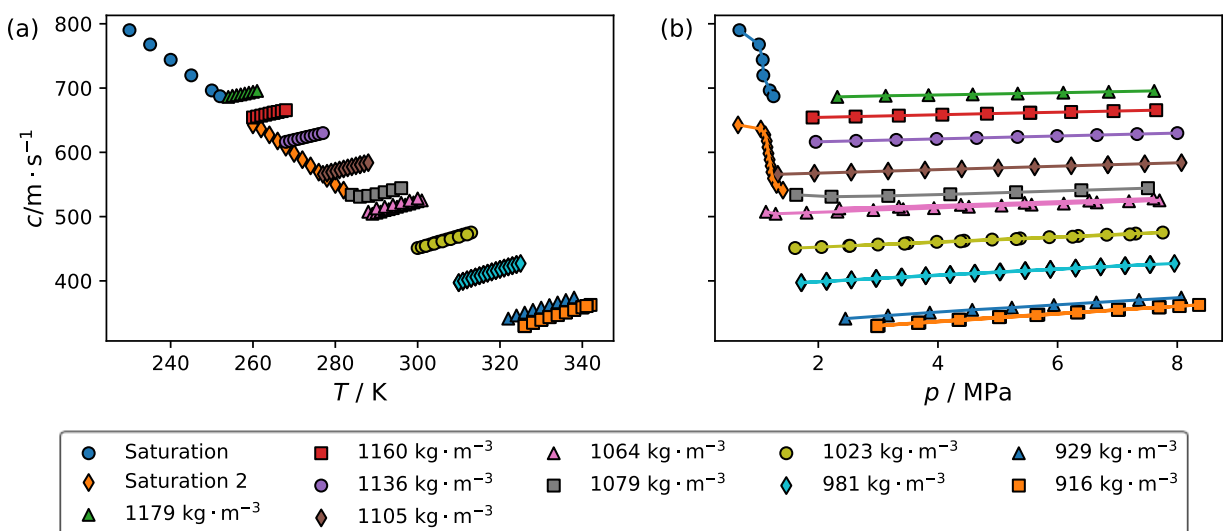 (a)
800
700
600
500
400
c/m · s⁻¹
240 260 280 300 320 340
T / K
(b)
2 4 6 8
p / MPa
Saturation
Saturation 2
1179 kg · m⁻³
1160 kg · m⁻³
1136 kg · m⁻³
1105 kg · m⁻³
1064 kg · m⁻³
1079 kg · m⁻³
1023 kg · m⁻³
981 kg · m⁻³
929 kg · m⁻³
916 kg · m⁻³